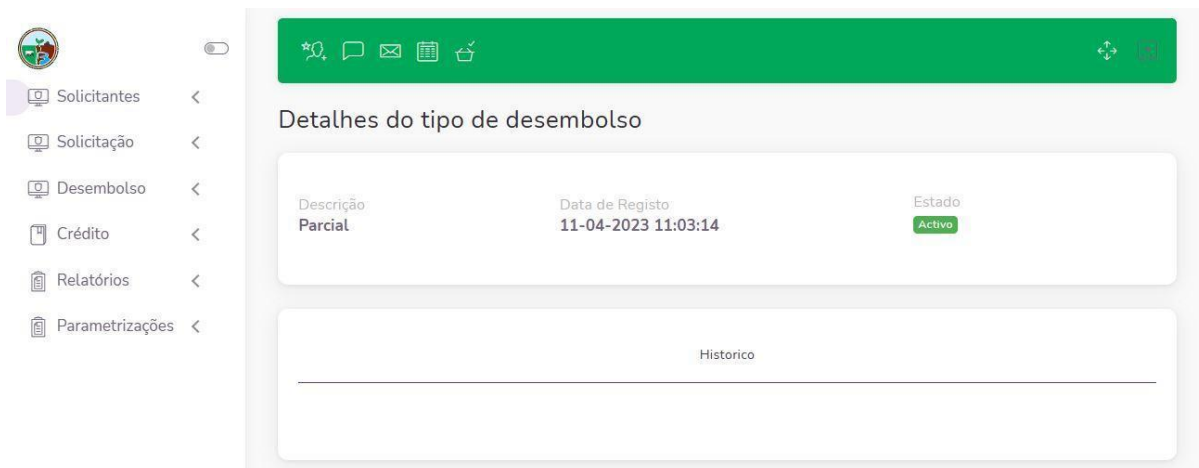 Solicitantes
Solicitação
Desembolso
Crédito
Relatórios
Parametrizações
Detalhes do tipo de desembolso
Descrição
Parcial
Data de Registo
11-04-2023 11:03:14
Estado
Activo
Historico